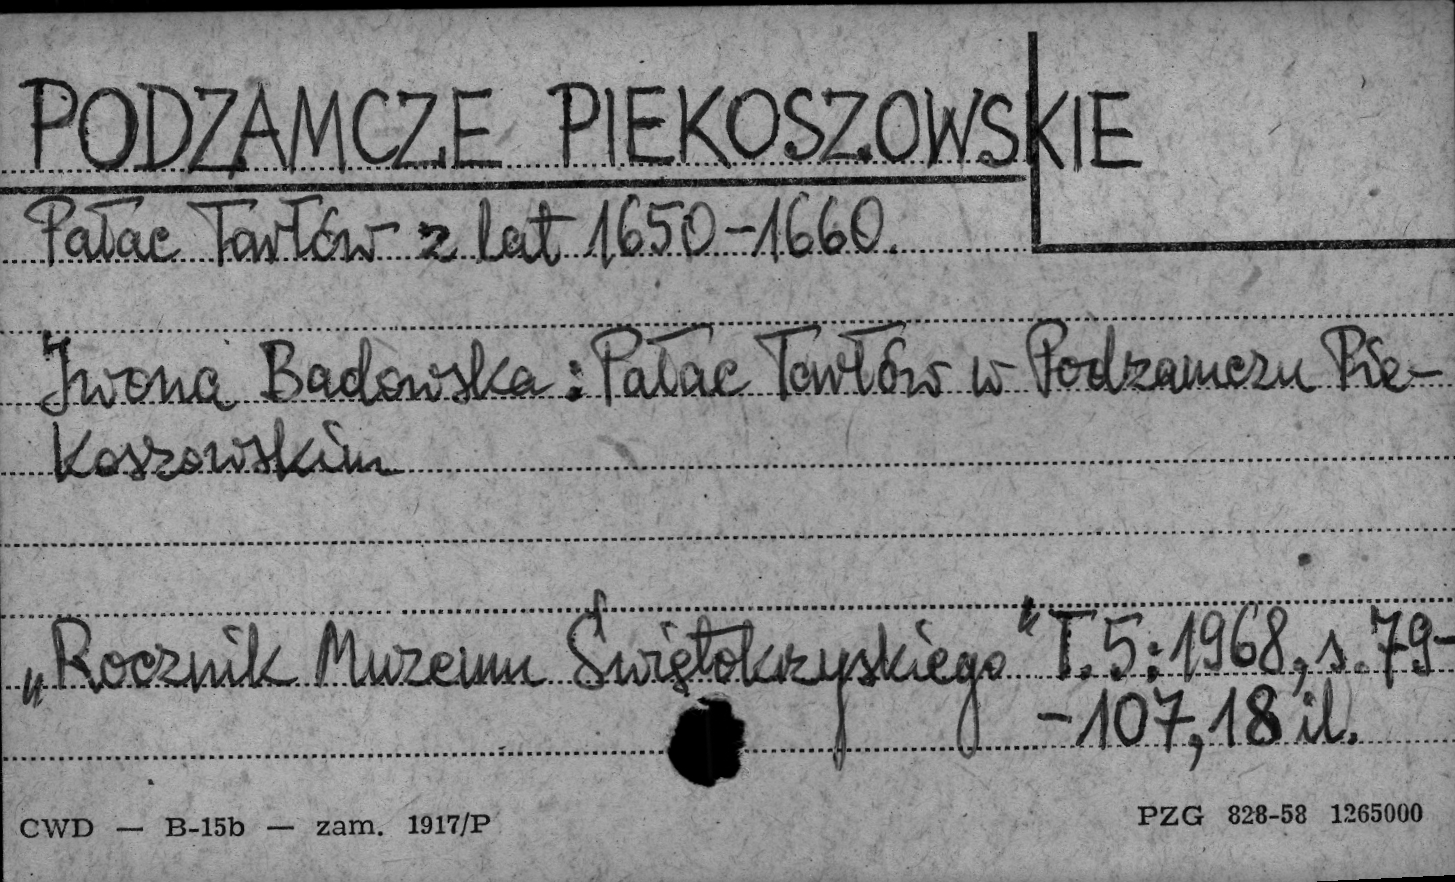 PODZAMCZE PIEKOSZOWSKIE
Pałac Tarłów z lat 1650-1660.
Iwona Badowska: Pałac Tarłów w Podzamczu Pie-
koszowskim
„Rocznik Muzeum Świętokrzyskiego" T.5:1968, s. 79-
-107, 18 il.
CWD — B-15b — zam. 1917/P
PZG 828-58 1265000